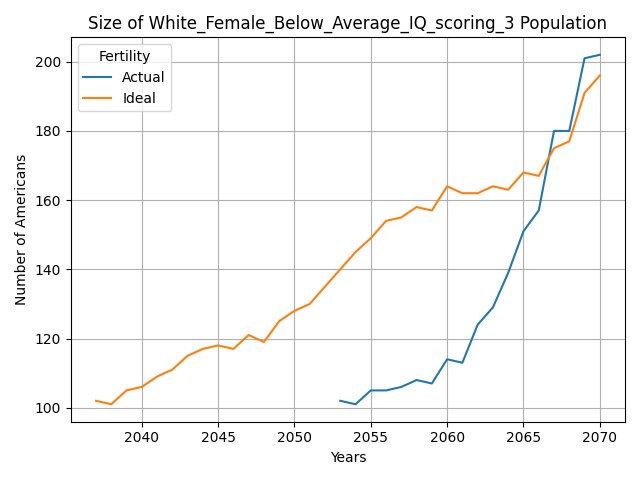 Size of White_Female_Below_Average_IQ_scoring_3 Population
Fertility
Actual
Ideal
Number of Americans
200
180
160
140
120
100
2040 2045 2050 2055 2060 2065 2070
Years